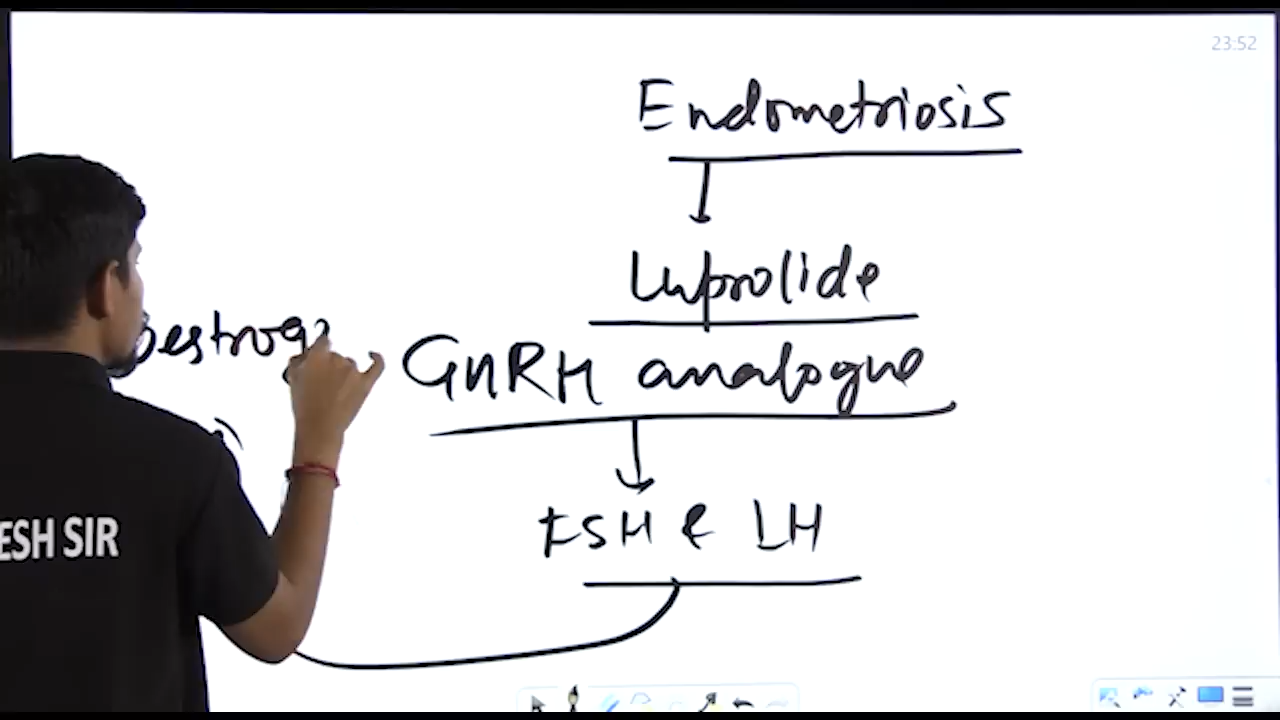 23:52
Endometriosis
Luprolide
oestrog
GnRH analogue
FSH & LH
ESH SIR